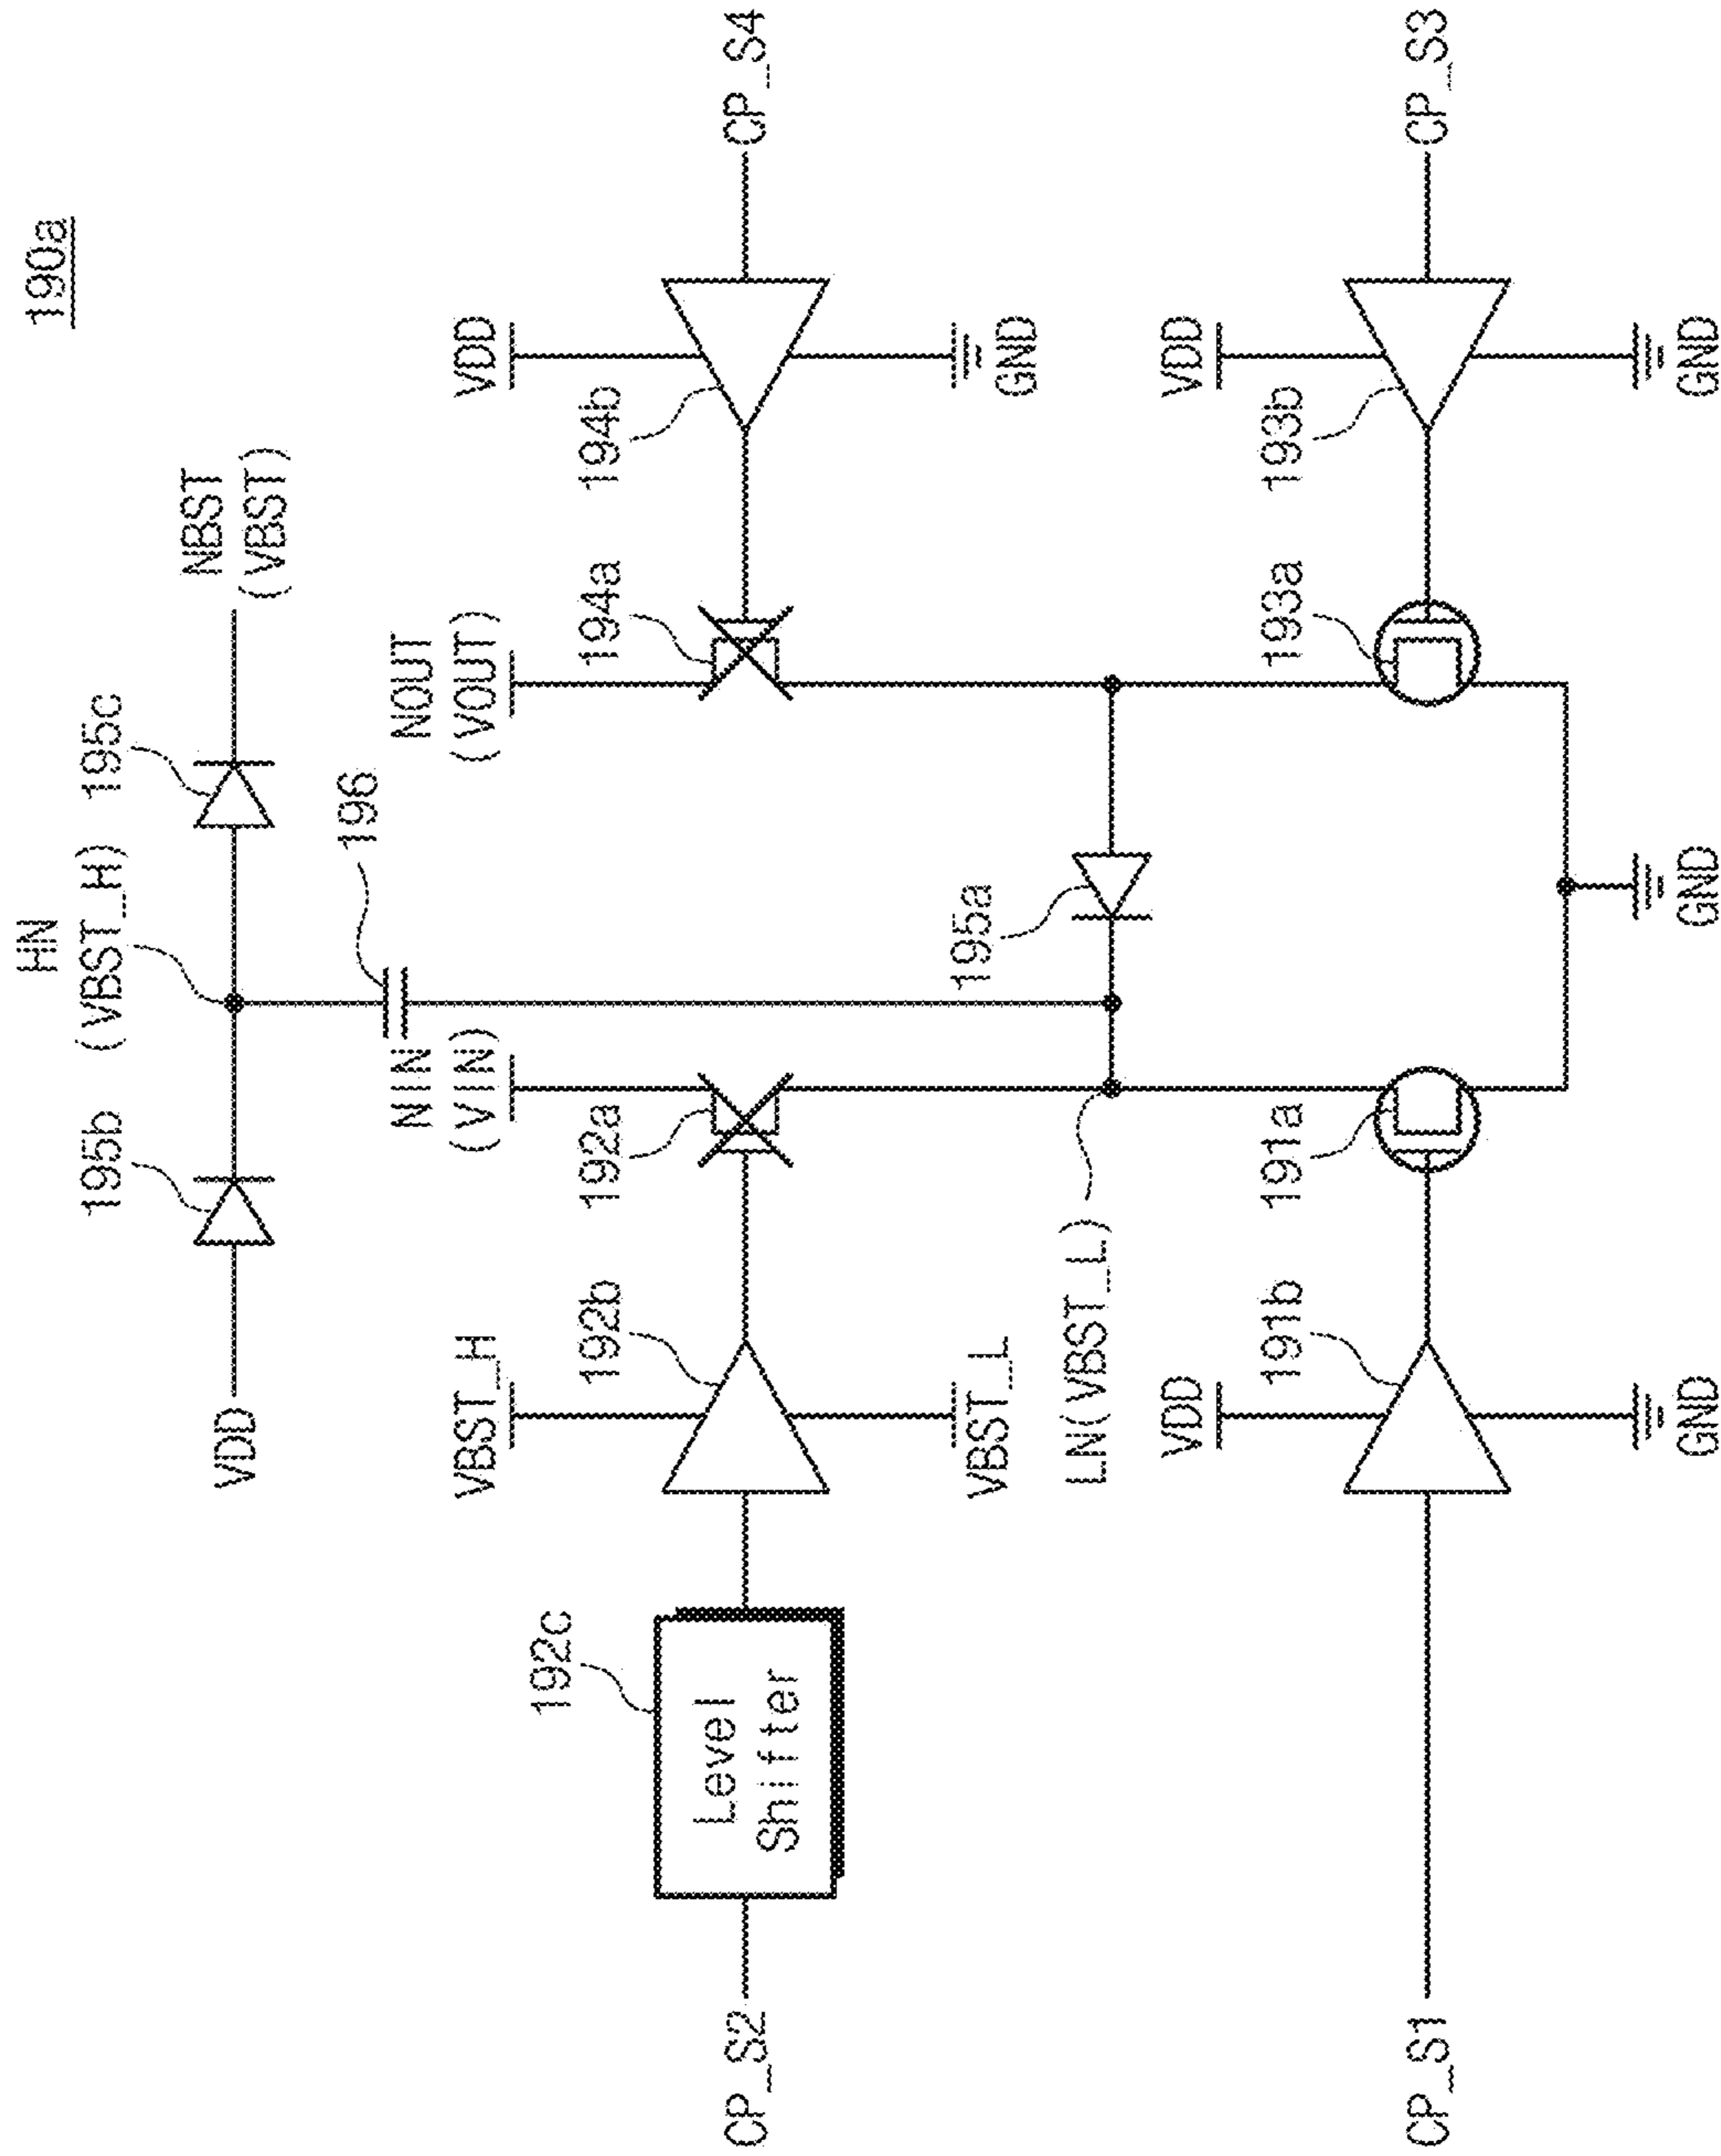 190a
HN
(VBST_H)
VDD
195b
195c
NBST
(VBST)
196
NIN
(VIN)
NOUT
(VOUT)
VBST_H
192b
192a
194a
194b
VDD
192c
Level
Shifter
CP_S2
CP_S4
VBST_L
GND
LN(VBST_L)
195a
VDD
191b
191a
193a
193b
VDD
CP_S1
CP_S3
GND
GND
GND